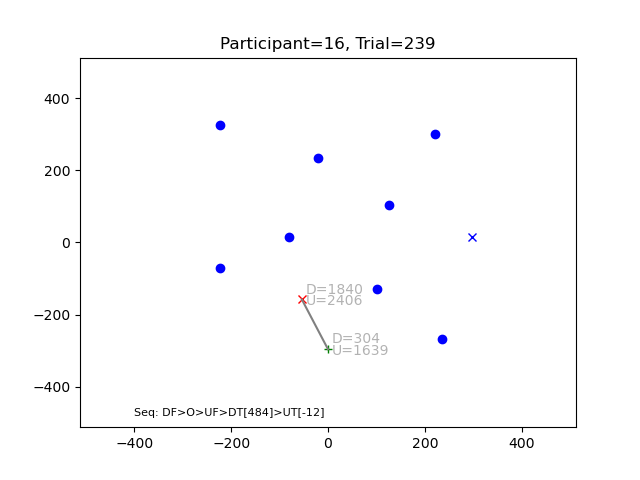 Participant=16, Trial=239
400
200
0
−200
−400
D=1840
U=2406
D=304
U=1639
Seq: DF>O>UF>DT[484]>UT[-12]
−400
−200
0
200
400